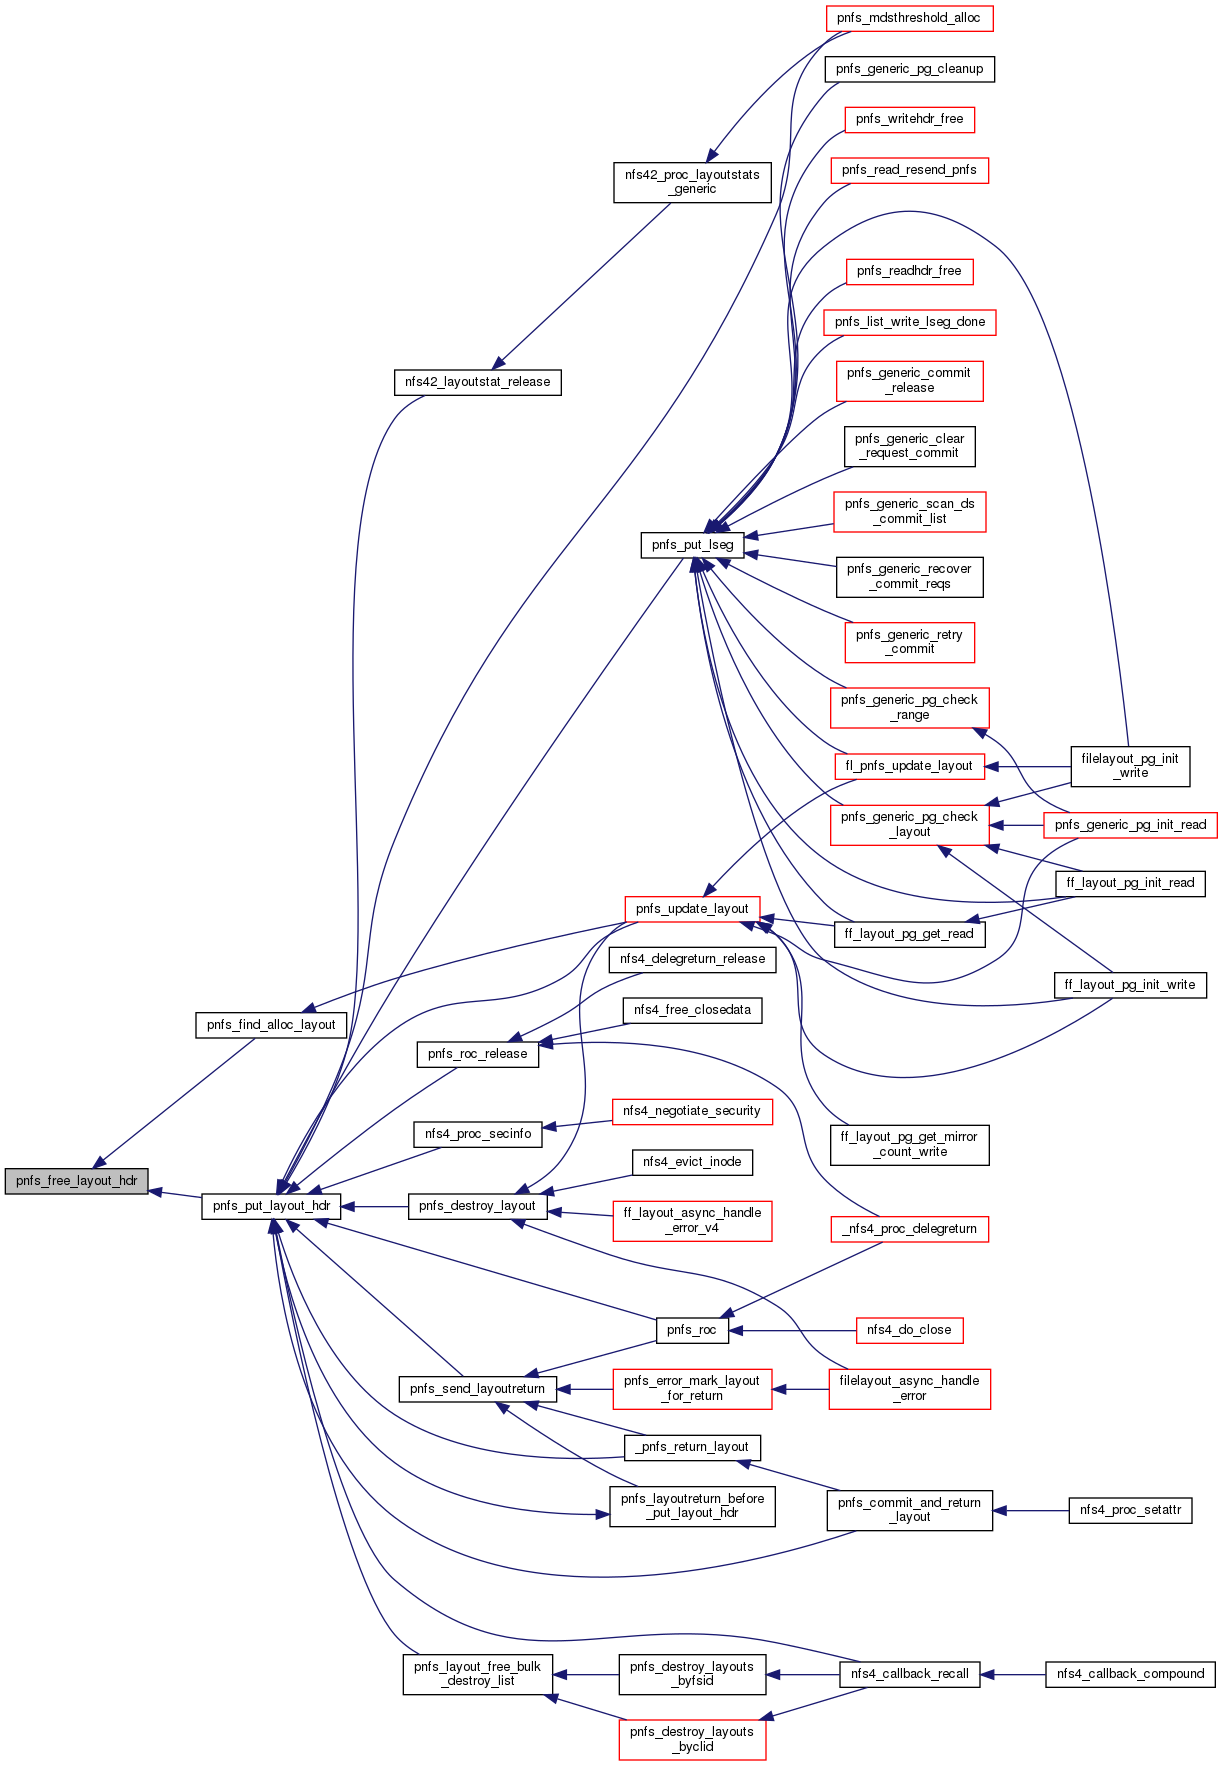 pnfs_mdsthreshold_alloc
pnfs_generic_pg_cleanup
pnfs_writehdr_free
pnfs_read_resend_pnfs
nfs42_proc_layoutstats
_generic
pnfs_readhdr_free
pnfs_list_write_lseg_done
pnfs_generic_commit
_release
nfs42_layoutstat_release
pnfs_generic_clear
_request_commit
pnfs_generic_scan_ds
_commit_list
pnfs_put_lseg
pnfs_generic_recover
_commit_reqs
pnfs_generic_retry
_commit
pnfs_generic_pg_check
_range
fl_pnfs_update_layout
filelayout_pg_init
_write
pnfs_generic_pg_check
_layout
pnfs_generic_pg_init_read
ff_layout_pg_init_read
pnfs_update_layout
ff_layout_pg_get_read
nfs4_delegreturn_release
ff_layout_pg_init_write
nfs4_free_closedata
pnfs_find_alloc_layout
pnfs_roc_release
nfs4_negotiate_security
nfs4_proc_secinfo
ff_layout_pg_get_mirror
_count_write
nfs4_evict_inode
pnfs_free_layout_hdr
pnfs_put_layout_hdr
pnfs_destroy_layout
ff_layout_async_handle
_error_v4
_nfs4_proc_delegreturn
pnfs_roc
nfs4_do_close
pnfs_send_layoutreturn
pnfs_error_mark_layout
_for_return
filelayout_async_handle
_error
_pnfs_return_layout
pnfs_layoutreturn_before
_put_layout_hdr
pnfs_commit_and_return
_layout
nfs4_proc_setattr
pnfs_layout_free_bulk
_destroy_list
pnfs_destroy_layouts
_byfsid
nfs4_callback_recall
nfs4_callback_compound
pnfs_destroy_layouts
_byclid